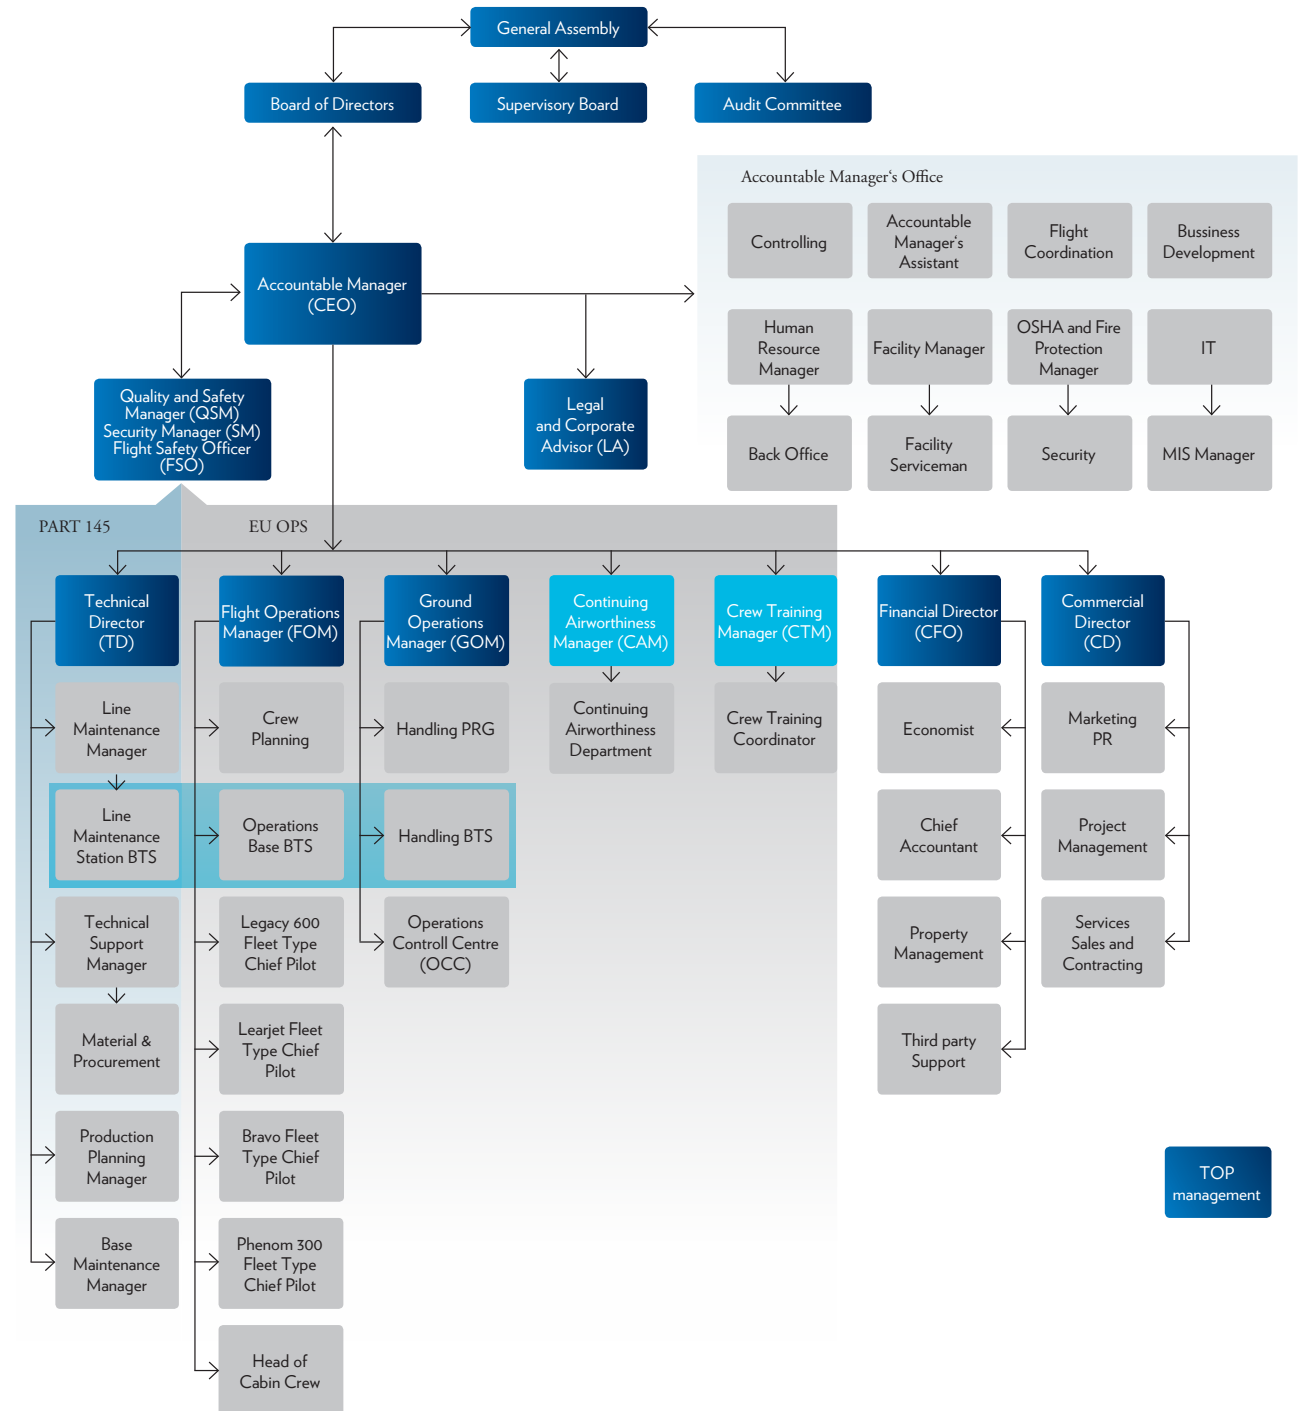 General Assembly
Board of Directors
Supervisory Board
Audit Committee
Accountable Manager‘s Office
Controlling
Accountable
Manager‘s
Assistant
Flight
Coordination
Bussiness
Development
Accountable Manager
(CEO)
Human
Resource
Manager
Facility Manager
OSHA and Fire
Protection
Manager
IT
Quality and Safety
Manager (QSM)
Security Manager (SM)
Flight Safety Officer
(FSO)
Legal
and Corporate
Advisor (LA)
Back Office
Facility
Serviceman
Security
MIS Manager
PART 145
EU OPS
Technical
Director
(TD)
Flight Operations
Manager (FOM)
Ground
Operations
Manager (GOM)
Continuing
Airworthiness
Manager (CAM)
Crew Training
Manager (CTM)
Financial Director
(CFO)
Commercial
Director
(CD)
Line
Maintenance
Manager
Crew
Planning
Handling PRG
Continuing
Airworthiness
Department
Crew Training
Coordinator
Economist
Marketing
PR
Line
Maintenance
Station BTS
Operations
Base BTS
Handling BTS
Chief
Accountant
Project
Management
Technical
Support
Manager
Legacy 600
Fleet Type
Chief Pilot
Operations
Controll Centre
(OCC)
Property
Management
Services
Sales and
Contracting
Material &
Procurement
Learjet Fleet
Type Chief
Pilot
Third party
Support
Production
Planning
Manager
Bravo Fleet
Type Chief
Pilot
TOP
management
Base
Maintenance
Manager
Phenom 300
Fleet Type
Chief Pilot
Head of
Cabin Crew